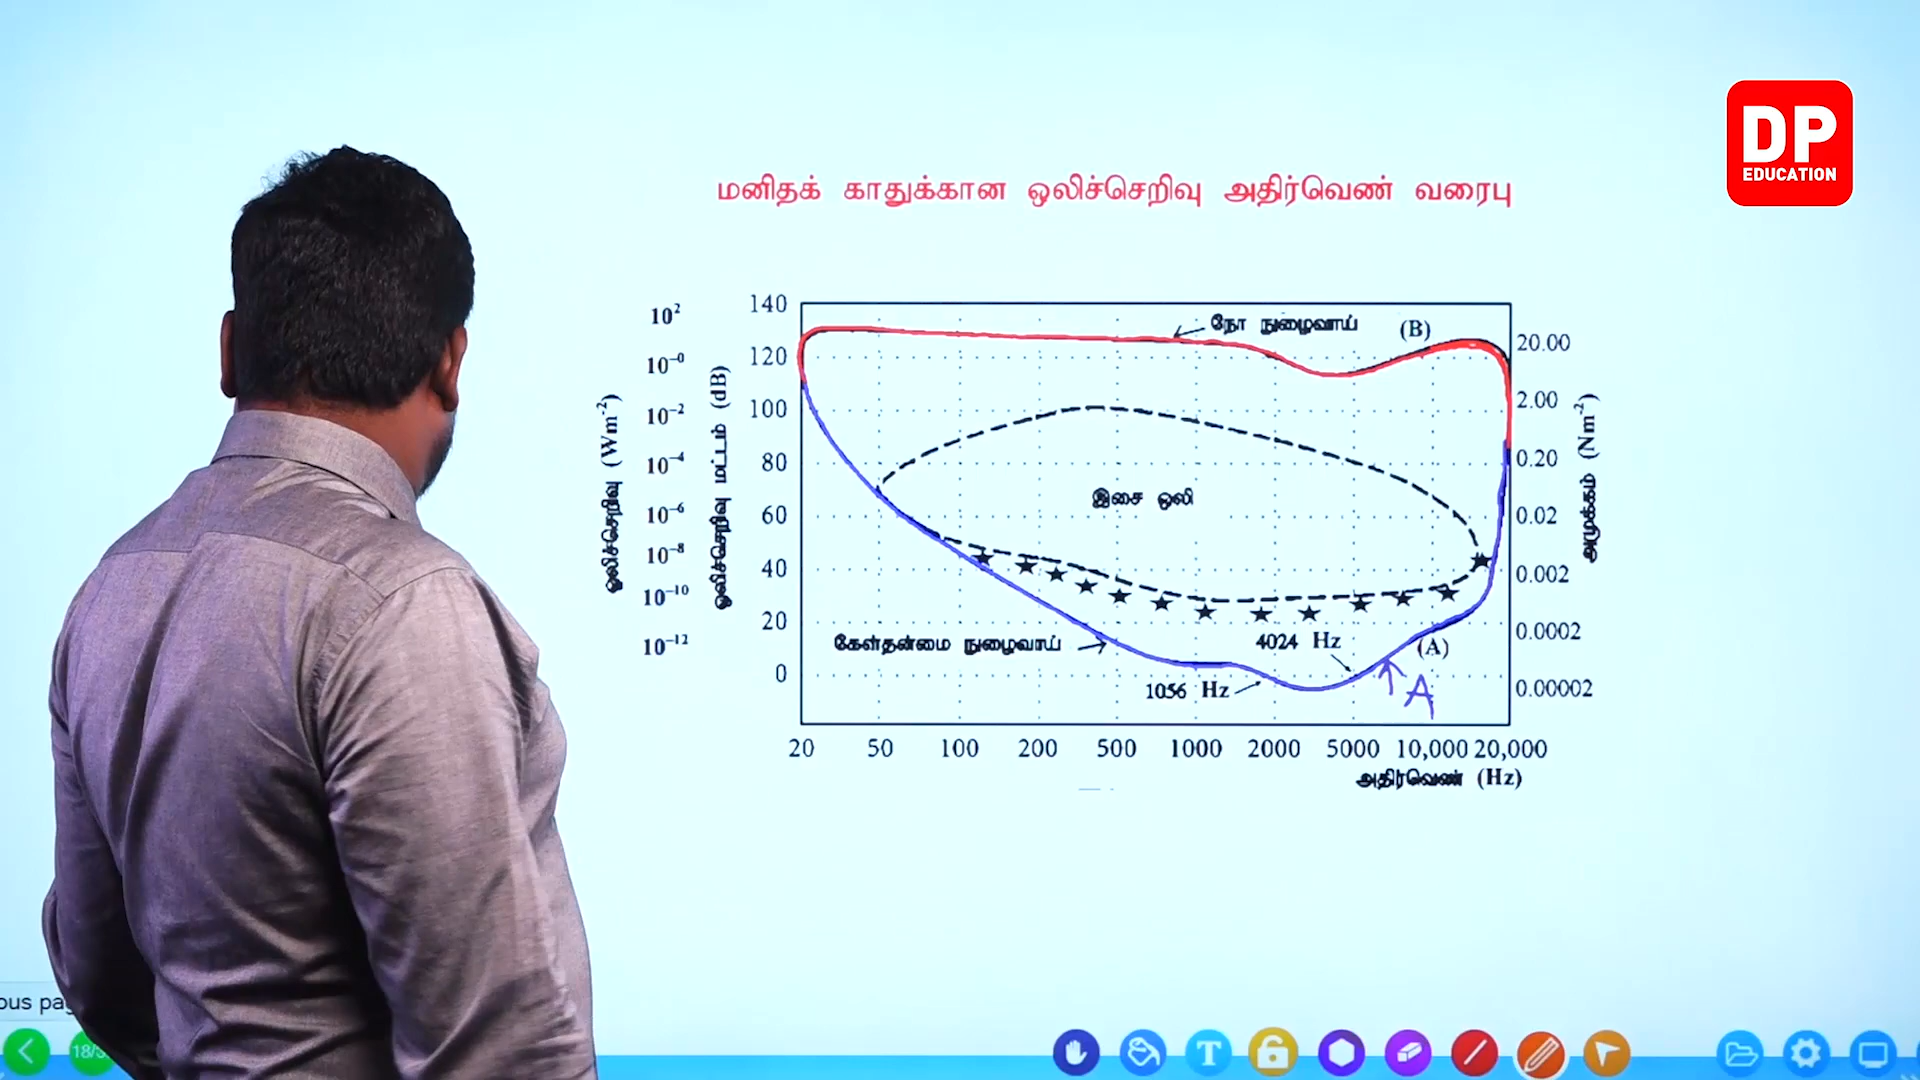 DP
EDUCATION
மனிதக் காதுக்கான ஒலிச்செறிவு அதிர்வெண் வரைபு
ஒலிச்செறிவு (Wm⁻²)
10²
10⁻⁰
10⁻²
10⁻⁴
10⁻⁶
10⁻⁸
10⁻¹⁰
10⁻¹²
ஒலிச்செறிவு மட்டம் (dB)
140
120
100
80
60
40
20
0
நோ நுழைவாய் (B)
இசை ஒலி
கேள்தன்மை நுழைவாய்
4024 Hz
(A)
1056 Hz
A
20.00
2.00
0.20
0.02
0.002
0.0002
0.00002
அமுக்கம் (Nm⁻²)
20 50 100 200 500 1000 2000 5000 10,000 20,000
அதிர்வெண் (Hz)
ous pag
18/3
T